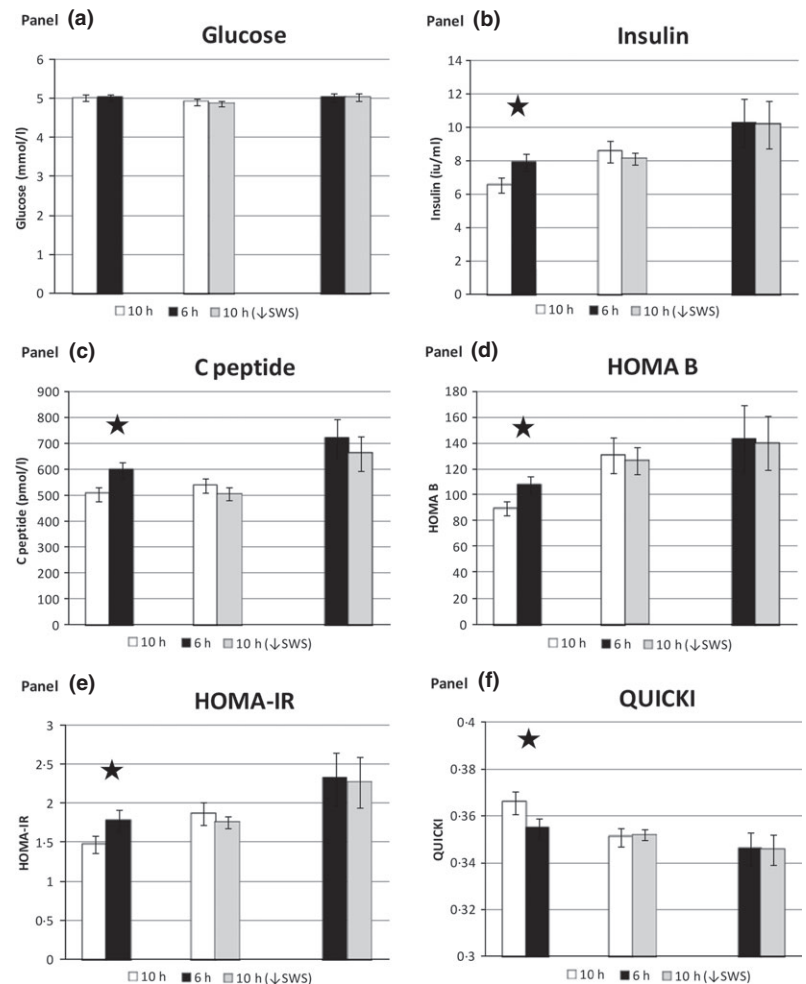 Panel (a)
Glucose
Glucose (mmol/l)
6
5
4
3
2
1
0
10 h 6 h 10 h (↓SWS)
Panel (b)
Insulin
Insulin (iu/ml)
14
12
10
8
6
4
2
0
10 h 6 h 10 h (↓SWS)
Panel (c)
C peptide
C peptide (pmol/l)
900
800
700
600
500
400
300
200
100
0
10 h 6 h 10 h (↓SWS)
Panel (d)
HOMA B
HOMA B
180
160
140
120
100
80
60
40
20
0
10 h 6 h 10 h (↓SWS)
Panel (e)
HOMA-IR
HOMA-IR
3
2·5
2
1·5
1
0·5
0
10 h 6 h 10 h (↓SWS)
Panel (f)
QUICKI
QUICKI
0·4
0·38
0·36
0·34
0·32
0·3
10 h 6 h 10 h (↓SWS)